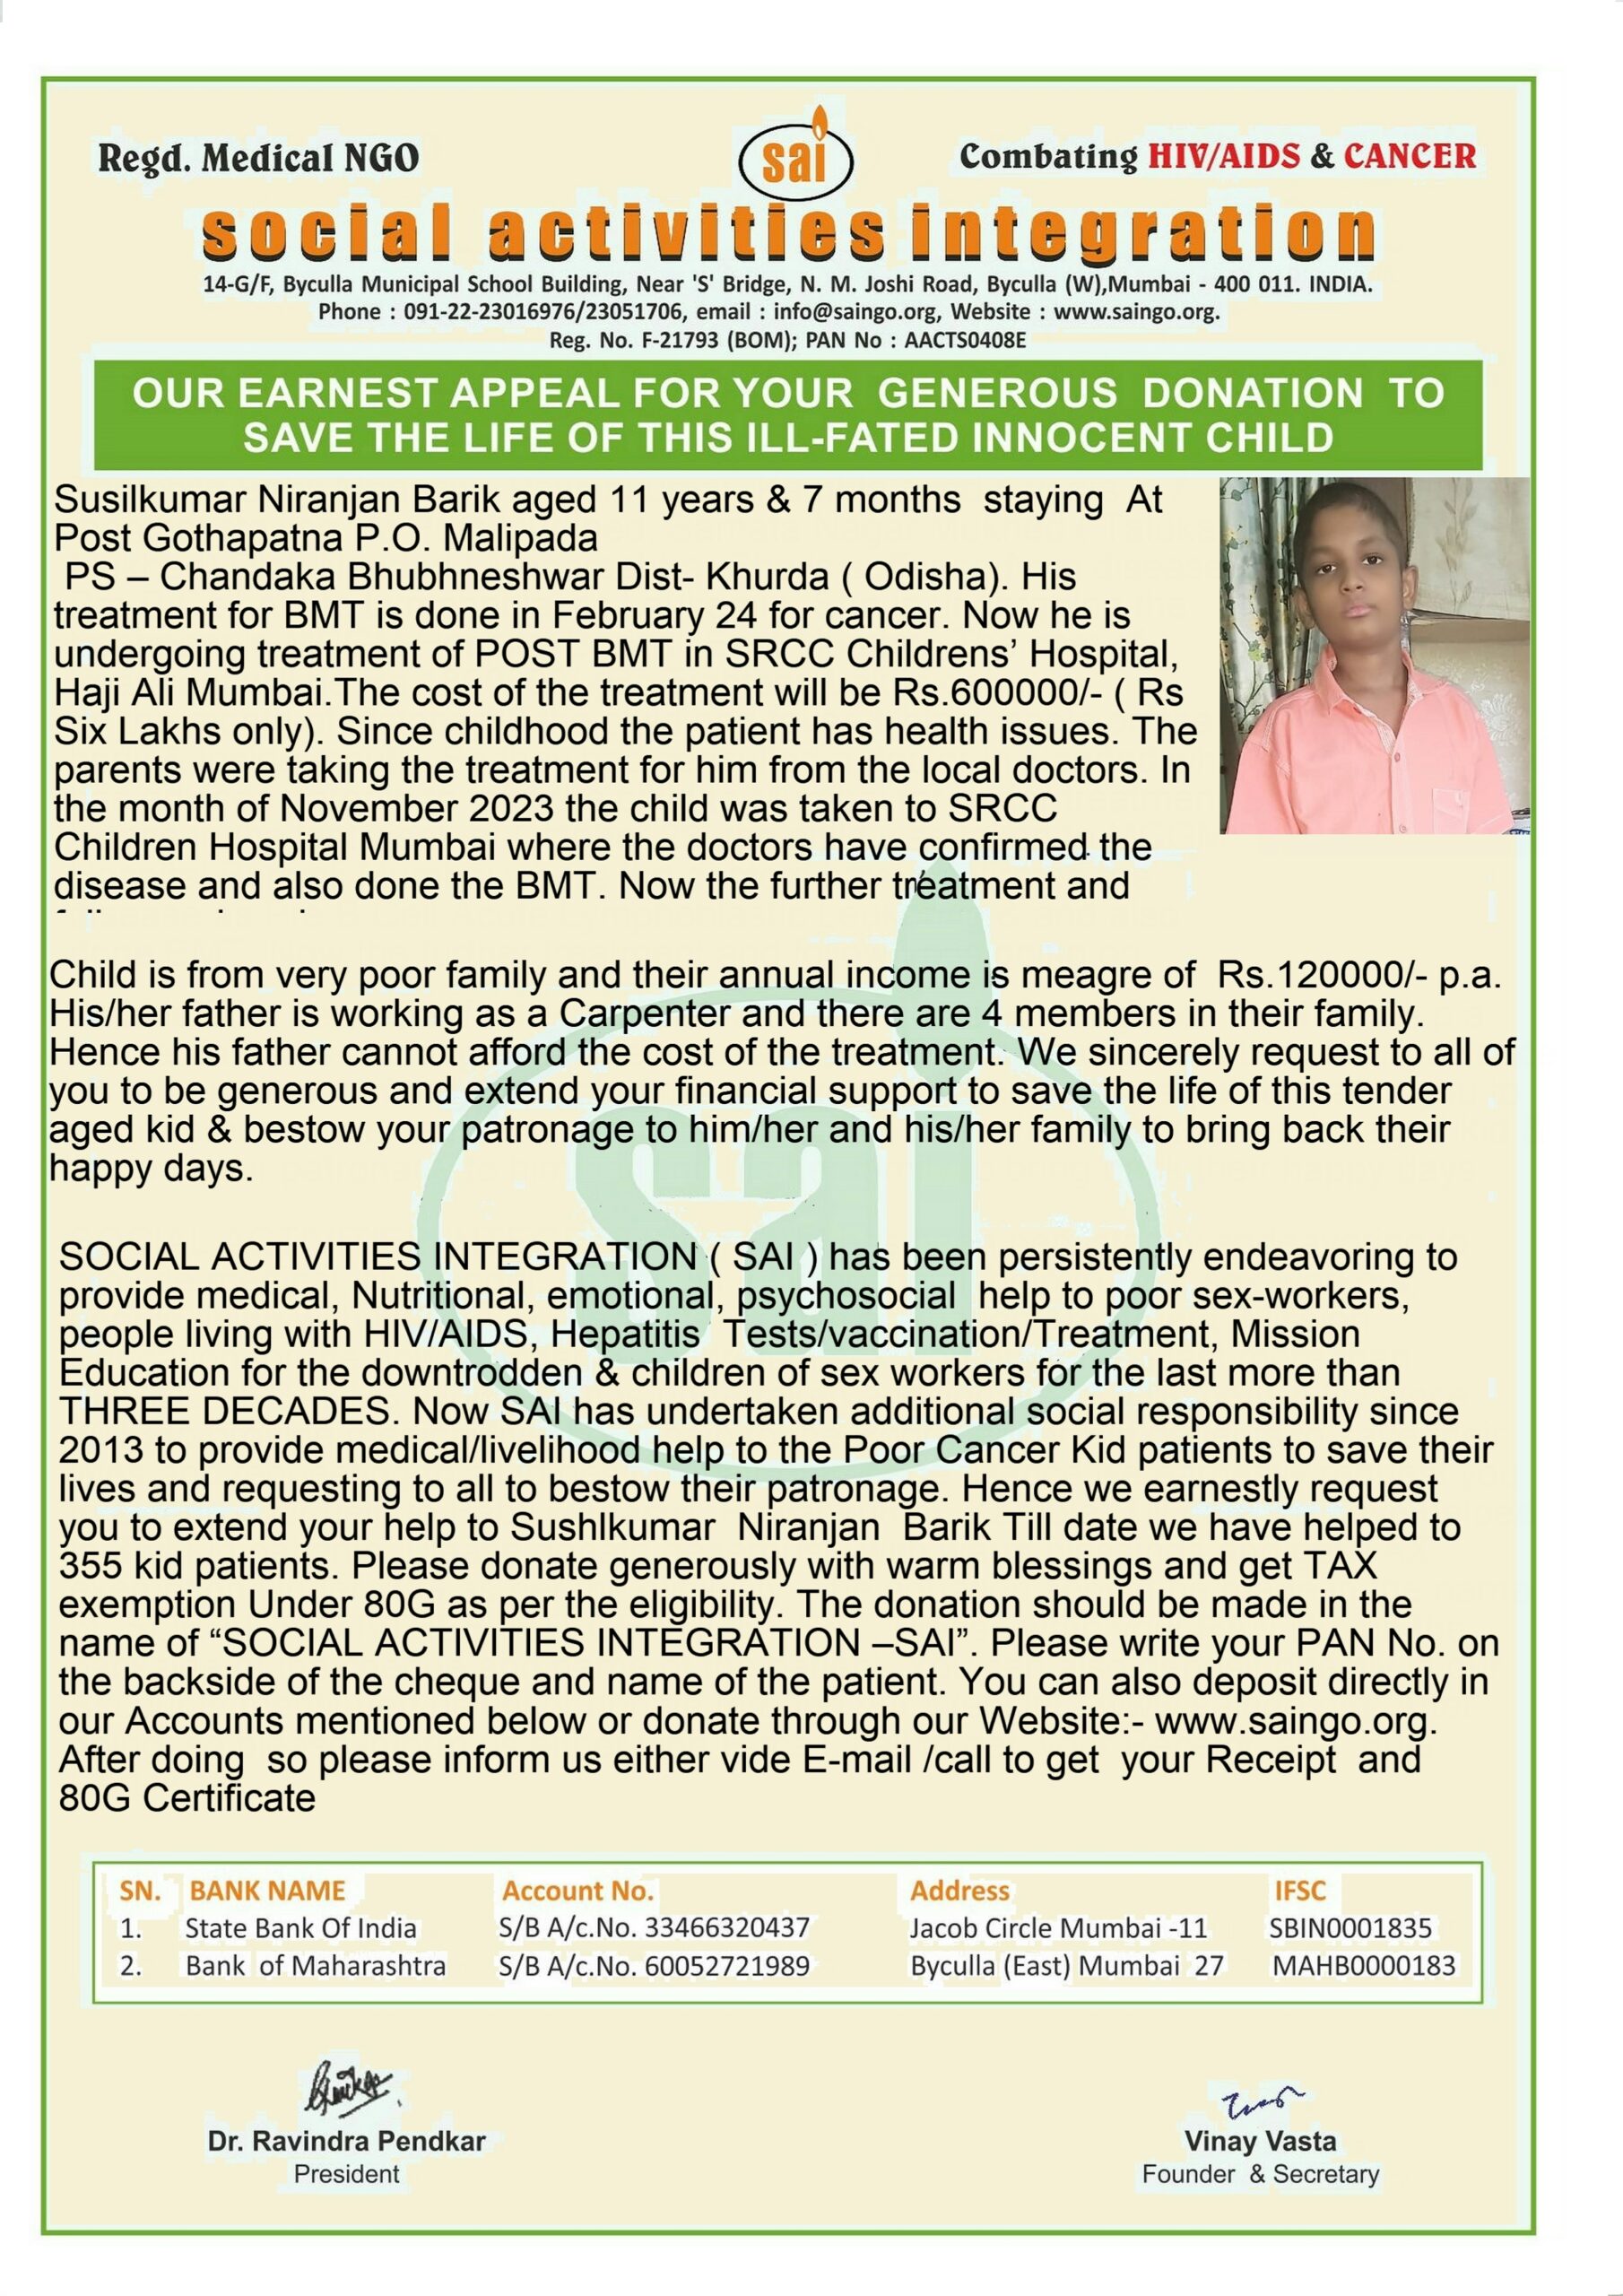 Regd. Medical NGO
sai
Combating HIV/AIDS & CANCER
social activities integration
14-G/F, Byculla Municipal School Building, Near 'S' Bridge, N. M. Joshi Road, Byculla (W),Mumbai - 400 011. INDIA.
Phone : 091-22-23016976/23051706, email : info@saingo.org, Website : www.saingo.org.
Reg. No. F-21793 (BOM); PAN No : AACTS0408E
OUR EARNEST APPEAL FOR YOUR GENEROUS DONATION TO
SAVE THE LIFE OF THIS ILL-FATED INNOCENT CHILD
Susilkumar Niranjan Barik aged 11 years & 7 months staying At
Post Gothapatna P.O. Malipada
PS – Chandaka Bhubhneshwar Dist- Khurda ( Odisha). His
treatment for BMT is done in February 24 for cancer. Now he is
undergoing treatment of POST BMT in SRCC Childrens’ Hospital,
Haji Ali Mumbai.The cost of the treatment will be Rs.600000/- ( Rs
Six Lakhs only). Since childhood the patient has health issues. The
parents were taking the treatment for him from the local doctors. In
the month of November 2023 the child was taken to SRCC
Children Hospital Mumbai where the doctors have confirmed the
disease and also done the BMT. Now the further treatment and
Child is from very poor family and their annual income is meagre of Rs.120000/- p.a.
His/her father is working as a Carpenter and there are 4 members in their family.
Hence his father cannot afford the cost of the treatment. We sincerely request to all of
you to be generous and extend your financial support to save the life of this tender
aged kid & bestow your patronage to him/her and his/her family to bring back their
happy days.
sai
SOCIAL ACTIVITIES INTEGRATION ( SAI ) has been persistently endeavoring to
provide medical, Nutritional, emotional, psychosocial help to poor sex-workers,
people living with HIV/AIDS, Hepatitis Tests/vaccination/Treatment, Mission
Education for the downtrodden & children of sex workers for the last more than
THREE DECADES. Now SAI has undertaken additional social responsibility since
2013 to provide medical/livelihood help to the Poor Cancer Kid patients to save their
lives and requesting to all to bestow their patronage. Hence we earnestly request
you to extend your help to Sushlkumar Niranjan Barik Till date we have helped to
355 kid patients. Please donate generously with warm blessings and get TAX
exemption Under 80G as per the eligibility. The donation should be made in the
name of “SOCIAL ACTIVITIES INTEGRATION –SAI”. Please write your PAN No. on
the backside of the cheque and name of the patient. You can also deposit directly in
our Accounts mentioned below or donate through our Website:- www.saingo.org.
After doing so please inform us either vide E-mail /call to get your Receipt and
80G Certificate
SN. BANK NAME Account No. Address IFSC
1. State Bank Of India S/B A/c.No. 33466320437 Jacob Circle Mumbai -11 SBIN0001835
2. Bank of Maharashtra S/B A/c.No. 60052721989 Byculla (East) Mumbai 27 MAHB0000183
Dr. Ravindra Pendkar
President
Vinay Vasta
Founder & Secretary